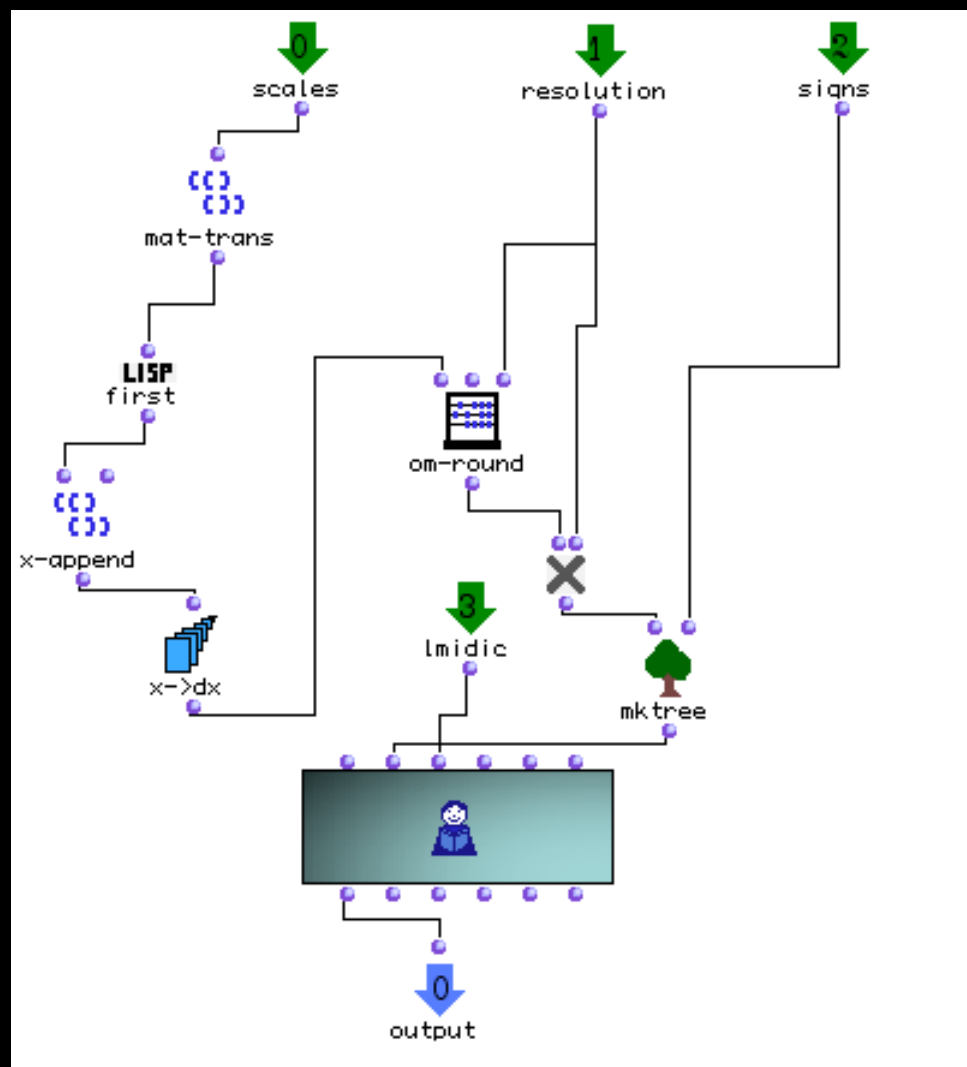 0 1 2
scales resolution signs
mat-trans
LISP
first
om-round
x-append
3
lmidic
x->dx
mktree
0
output